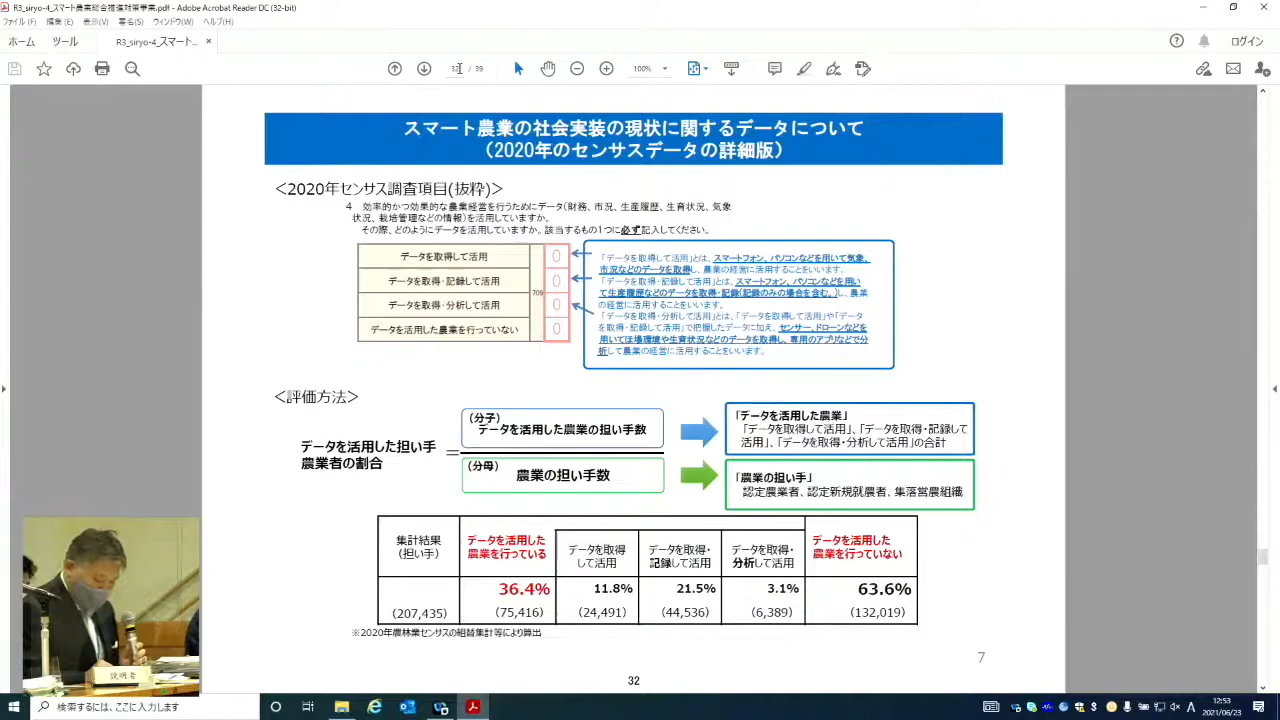 R3_siryo-4_スマート農業総合推進対策事業.pdf - Adobe Acrobat Reader DC (32-bit)
ファイル(F) 編集(E) 表示(V) 署名(S) ウィンドウ(W) ヘルプ(H)
ホーム ツール R3_siryo-4_スマート... × ログイン
32 / 39 100%
スマート農業の社会実装の現状に関するデータについて
(2020年のセンサスデータの詳細版)
<2020年センサス調査項目(抜粋)>
4 効率的かつ効果的な農業経営を行うためにデータ(財務、市況、生産履歴、生育状況、気象
状況、栽培管理などの情報)を活用していますか。
その際、どのようにデータを活用していますか。該当するもの1つに必ず記入してください。
データを取得して活用
データを取得・記録して活用
データを取得・分析して活用
データを活用した農業を行っていない
709
「データを取得して活用」とは、スマートフォン、パソコンなどを用いて気象、
市況などのデータを取得し、農業の経営に活用することをいいます。
「データを取得・記録して活用」とは、スマートフォン、パソコンなどを用い
て生産履歴などのデータを取得・記録(記録のみの場合を含む。)し、農業
の経営に活用することをいいます。
「データを取得・分析して活用」とは、「データを取得して活用」や「データ
を取得・記録して活用」で把握したデータに加え、センサー、ドローンなどを
用いてほ場環境や生育状況などのデータを取得し、専用のアプリなどで分
析して農業の経営に活用することをいいます。
<評価方法>
データを活用した担い手
農業者の割合
=
(分子)
データを活用した農業の担い手数
(分母)
農業の担い手数
「データを活用した農業」
「データを取得して活用」、「データを取得・記録して
活用」、「データを取得・分析して活用」の合計
「農業の担い手」
認定農業者、認定新規就農者、集落営農組織
集計結果
(担い手)
データを活用した
農業を行っている
データを取得
して活用
データを取得・
記録して活用
データを取得・
分析して活用
データを活用した
農業を行っていない
36.4% 11.8% 21.5% 3.1% 63.6%
(207,435) (75,416) (24,491) (44,536) (6,389) (132,019)
※2020年農林業センサスの組替集計等により算出
7
32
説明者
検索するには、ここに入力します
A 12:53
2021/06/23